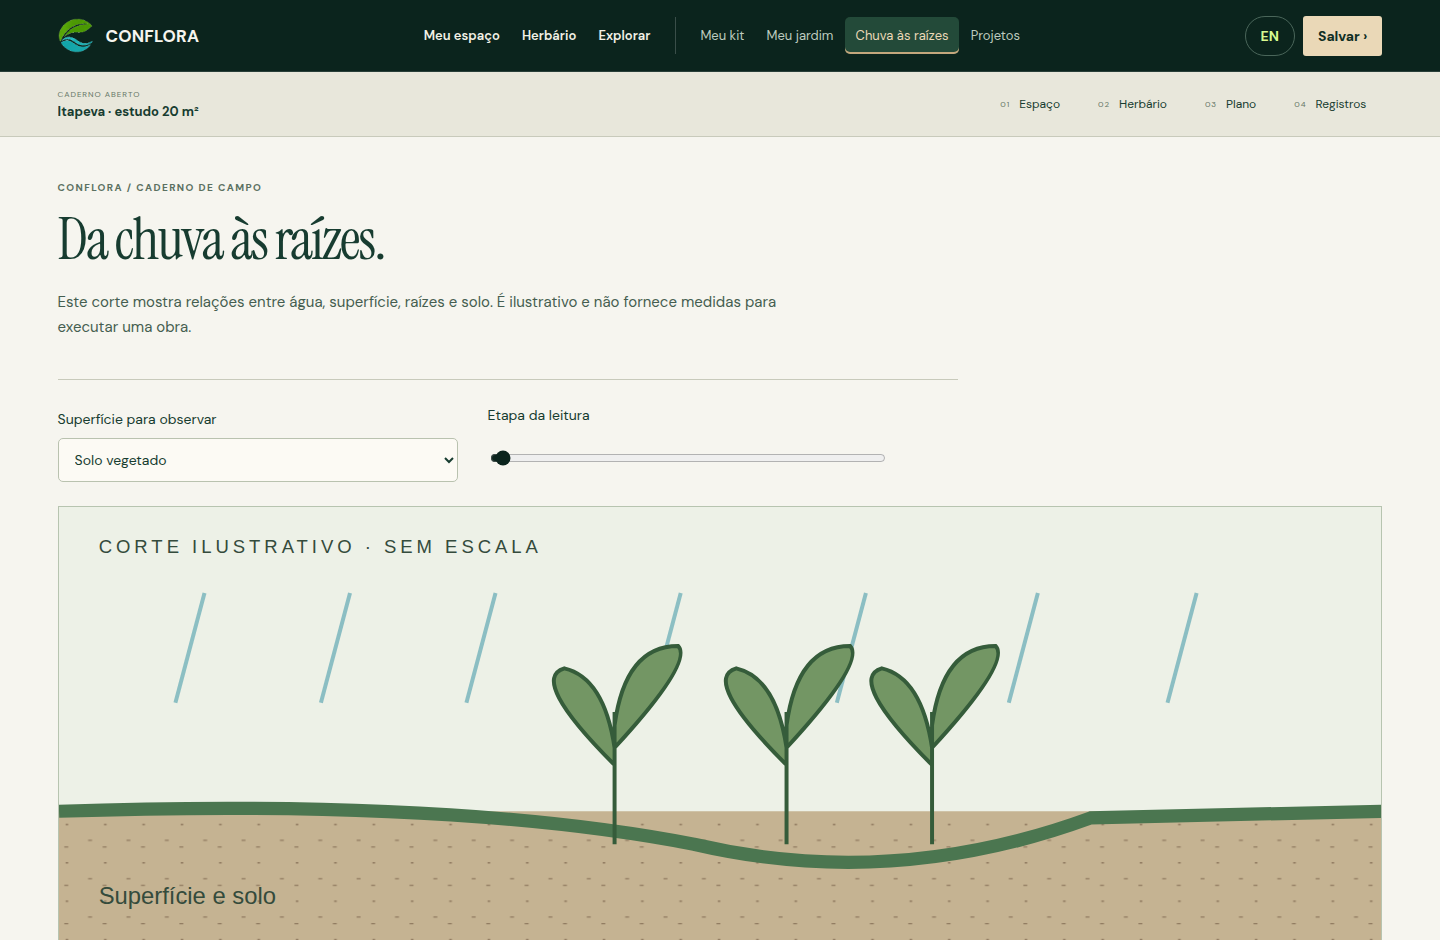 CONFLORA
Meu espaço
Herbário
Explorar
Meu kit
Meu jardim
Chuva às raízes
Projetos
EN
Salvar ›
CADERNO ABERTO
Itapeva · estudo 20 m²
01 Espaço
02 Herbário
03 Plano
04 Registros
CONFLORA / CADERNO DE CAMPO
Da chuva às raízes.
Este corte mostra relações entre água, superfície, raízes e solo. É ilustrativo e não fornece medidas para
executar uma obra.
Superfície para observar
Etapa da leitura
Solo vegetado
CORTE ILUSTRATIVO · SEM ESCALA
Superfície e solo